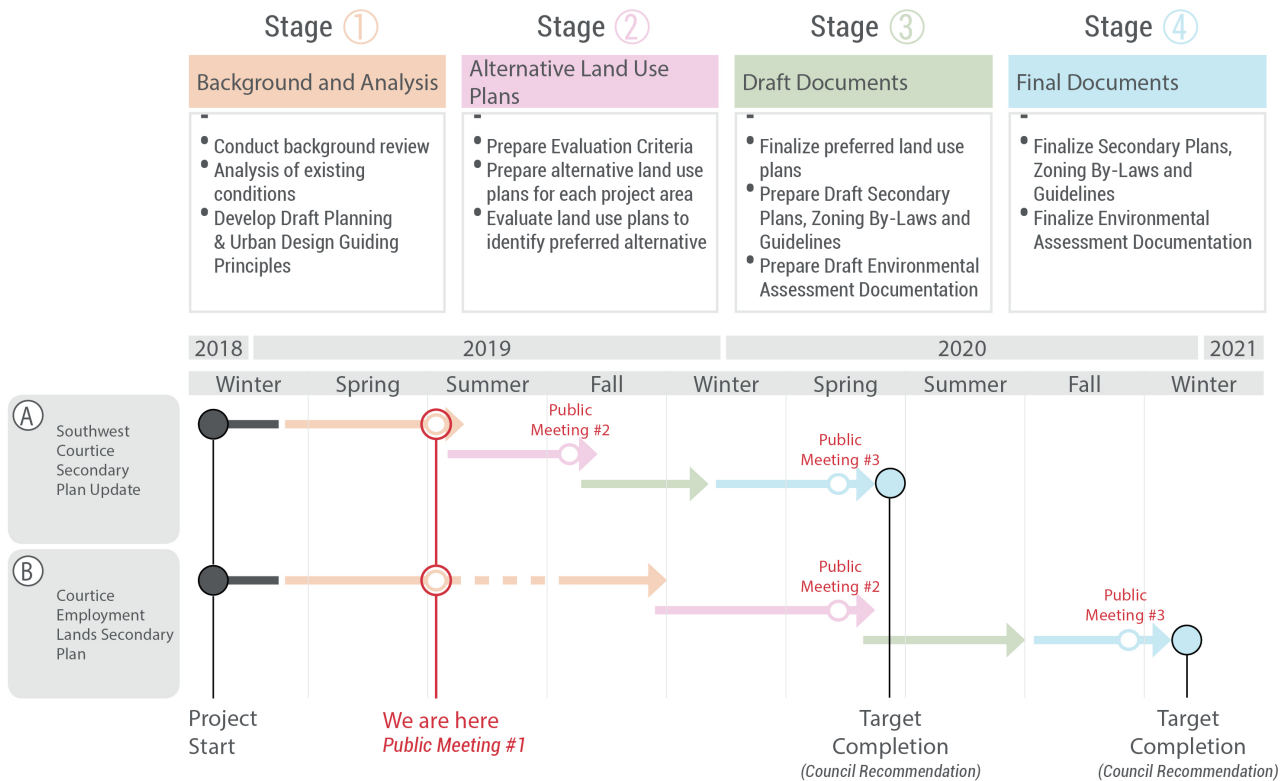 Stage 1
Stage 2
Stage 3
Stage 4
Background and Analysis
Alternative Land Use
Plans
Draft Documents
Final Documents
• Conduct background review
• Analysis of existing
conditions
• Develop Draft Planning
& Urban Design Guiding
Principles
• Prepare Evaluation Criteria
• Prepare alternative land use
plans for each project area
• Evaluate land use plans to
identify preferred alternative
• Finalize preferred land use
plans
• Prepare Draft Secondary
Plans, Zoning By-Laws and
Guidelines
• Prepare Draft Environmental
Assessment Documentation
• Finalize Secondary Plans,
Zoning By-Laws and
Guidelines
• Finalize Environmental
Assessment Documentation
2018
2019
2020
2021
Winter
Spring
Summer
Fall
Winter
Spring
Summer
Fall
Winter
A
Southwest
Courtice
Secondary
Plan Update
Public
Meeting #2
Public
Meeting #3
B
Courtice
Employment
Lands Secondary
Plan
Public
Meeting #2
Public
Meeting #3
Project
Start
We are here
Public Meeting #1
Target
Completion
(Council Recommendation)
Target
Completion
(Council Recommendation)